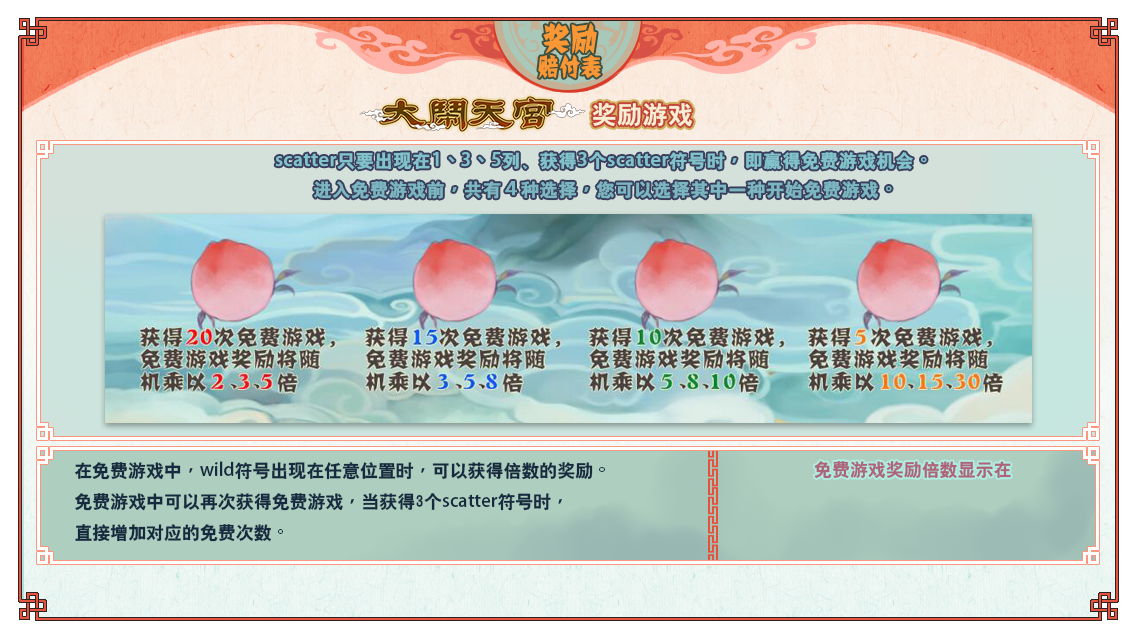 奖励
赔付表
大鬧天宮 奖励游戏
scatter只要出现在1、3、5列、获得3个scatter符号时，即赢得免费游戏机会。
进入免费游戏前，共有4种选择，您可以选择其中一种开始免费游戏。
获得20次免费游戏，
免费游戏奖励将随
机乘以2、3、5倍
获得15次免费游戏，
免费游戏奖励将随
机乘以3、5、8倍
获得10次免费游戏，
免费游戏奖励将随
机乘以5、8、10倍
获得5次免费游戏，
免费游戏奖励将随
机乘以10、15、30倍
在免费游戏中，wild符号出现在任意位置时，可以获得倍数的奖励。
免费游戏中可以再次获得免费游戏，当获得3个scatter符号时，
直接增加对应的免费次数。
免费游戏奖励倍数显示在